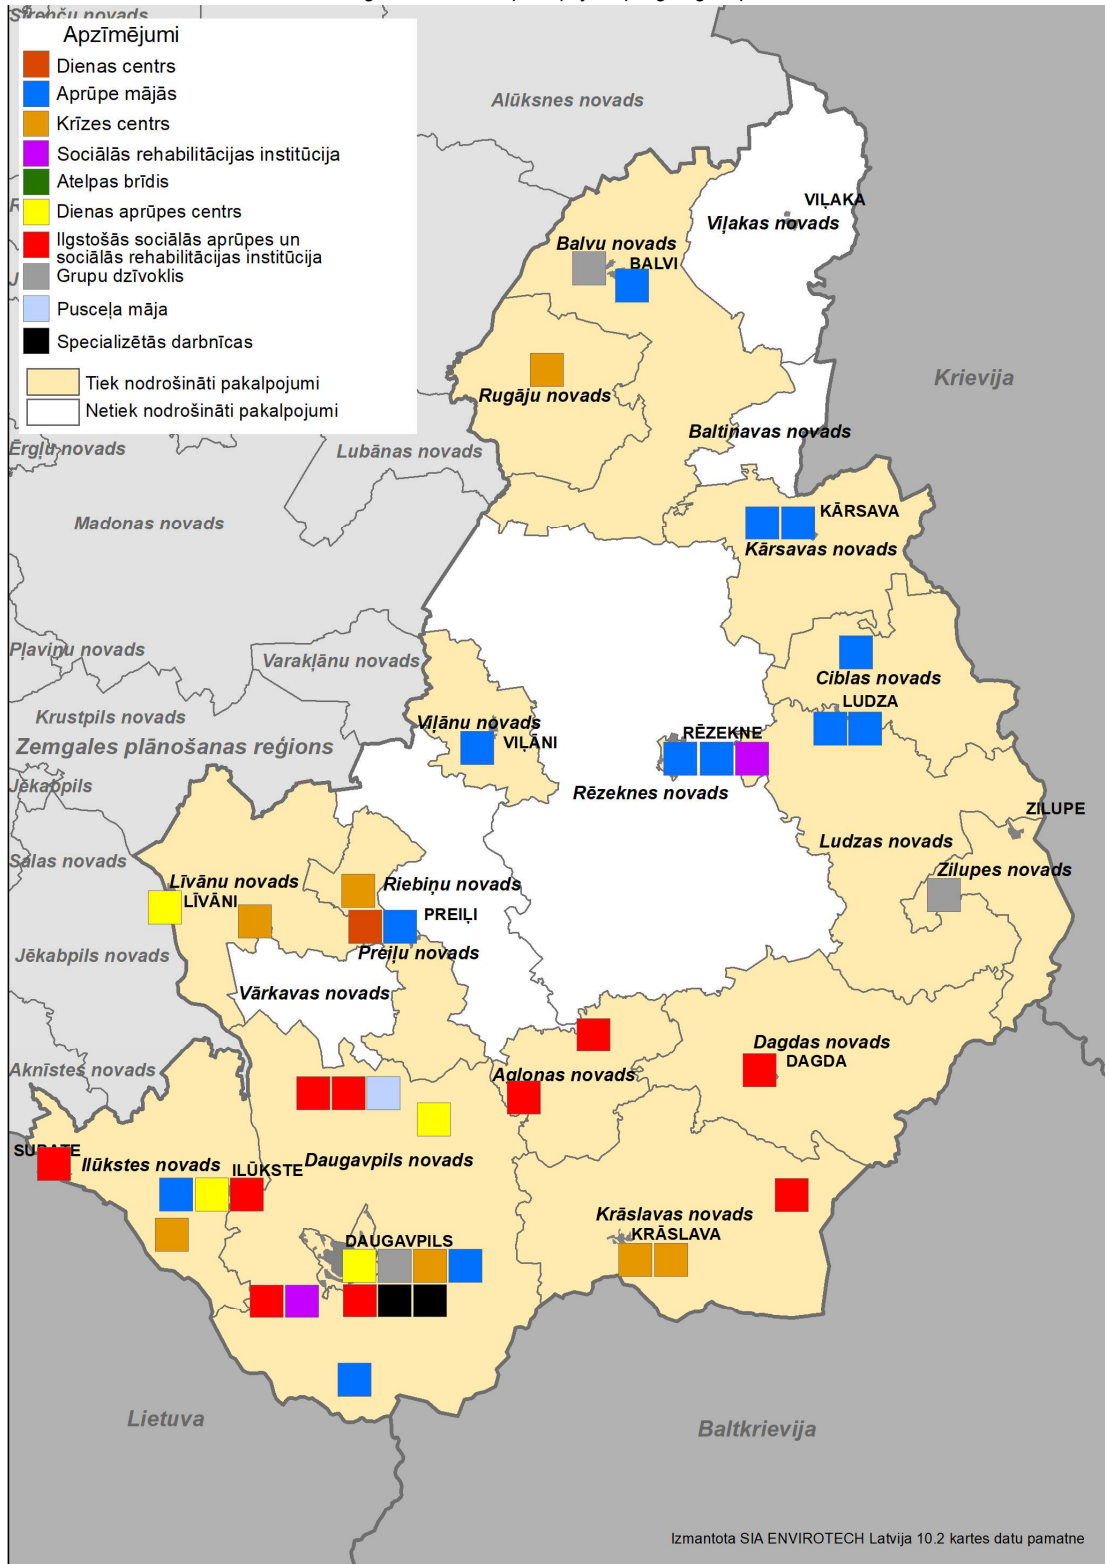 Strenču novads
Apzīmējumi
Dienas centrs
Aprūpe mājās
Krīzes centrs
Sociālās rehabilitācijas institūcija
Atelpas brīdis
Dienas aprūpes centrs
Ilgstošās sociālās aprūpes un
sociālās rehabilitācijas institūcija
Grupu dzīvoklis
Pusceļa māja
Specializētās darbnīcas
Tiek nodrošināti pakalpojumi
Netiek nodrošināti pakalpojumi
Alūksnes novads
VIĻAKA
Viļakas novads
Balvu novads
BALVI
Krievija
Rugāju novads
Baltinavas novads
Ērgļu novads
Lubānas novads
Madonas novads
KĀRSAVA
Kārsavas novads
Pļaviņu novads
Varakļānu novads
Ciblas novads
LUDZA
Krustpils novads
Viļānu novads
VIĻĀNI
RĒZEKNE
Zemgales plānošanas reģions
Jēkabpils
Rēzeknes novads
ZILUPE
Salas novads
Ludzas novads
Zilupes novads
Līvānu novads
LĪVĀNI
Riebiņu novads
PREIĻI
Preiļu novads
Jēkabpils novads
Vārkavas novads
Dagdas novads
DAGDA
Aknīstes novads
Aglonas novads
SUBATE
Ilūkstes novads
ILŪKSTE
Daugavpils novads
Krāslavas novads
KRĀSLAVA
DAUGAVPILS
Lietuva
Baltkrievija
Izmantota SIA ENVIROTECH Latvija 10.2 kartes datu pamatne